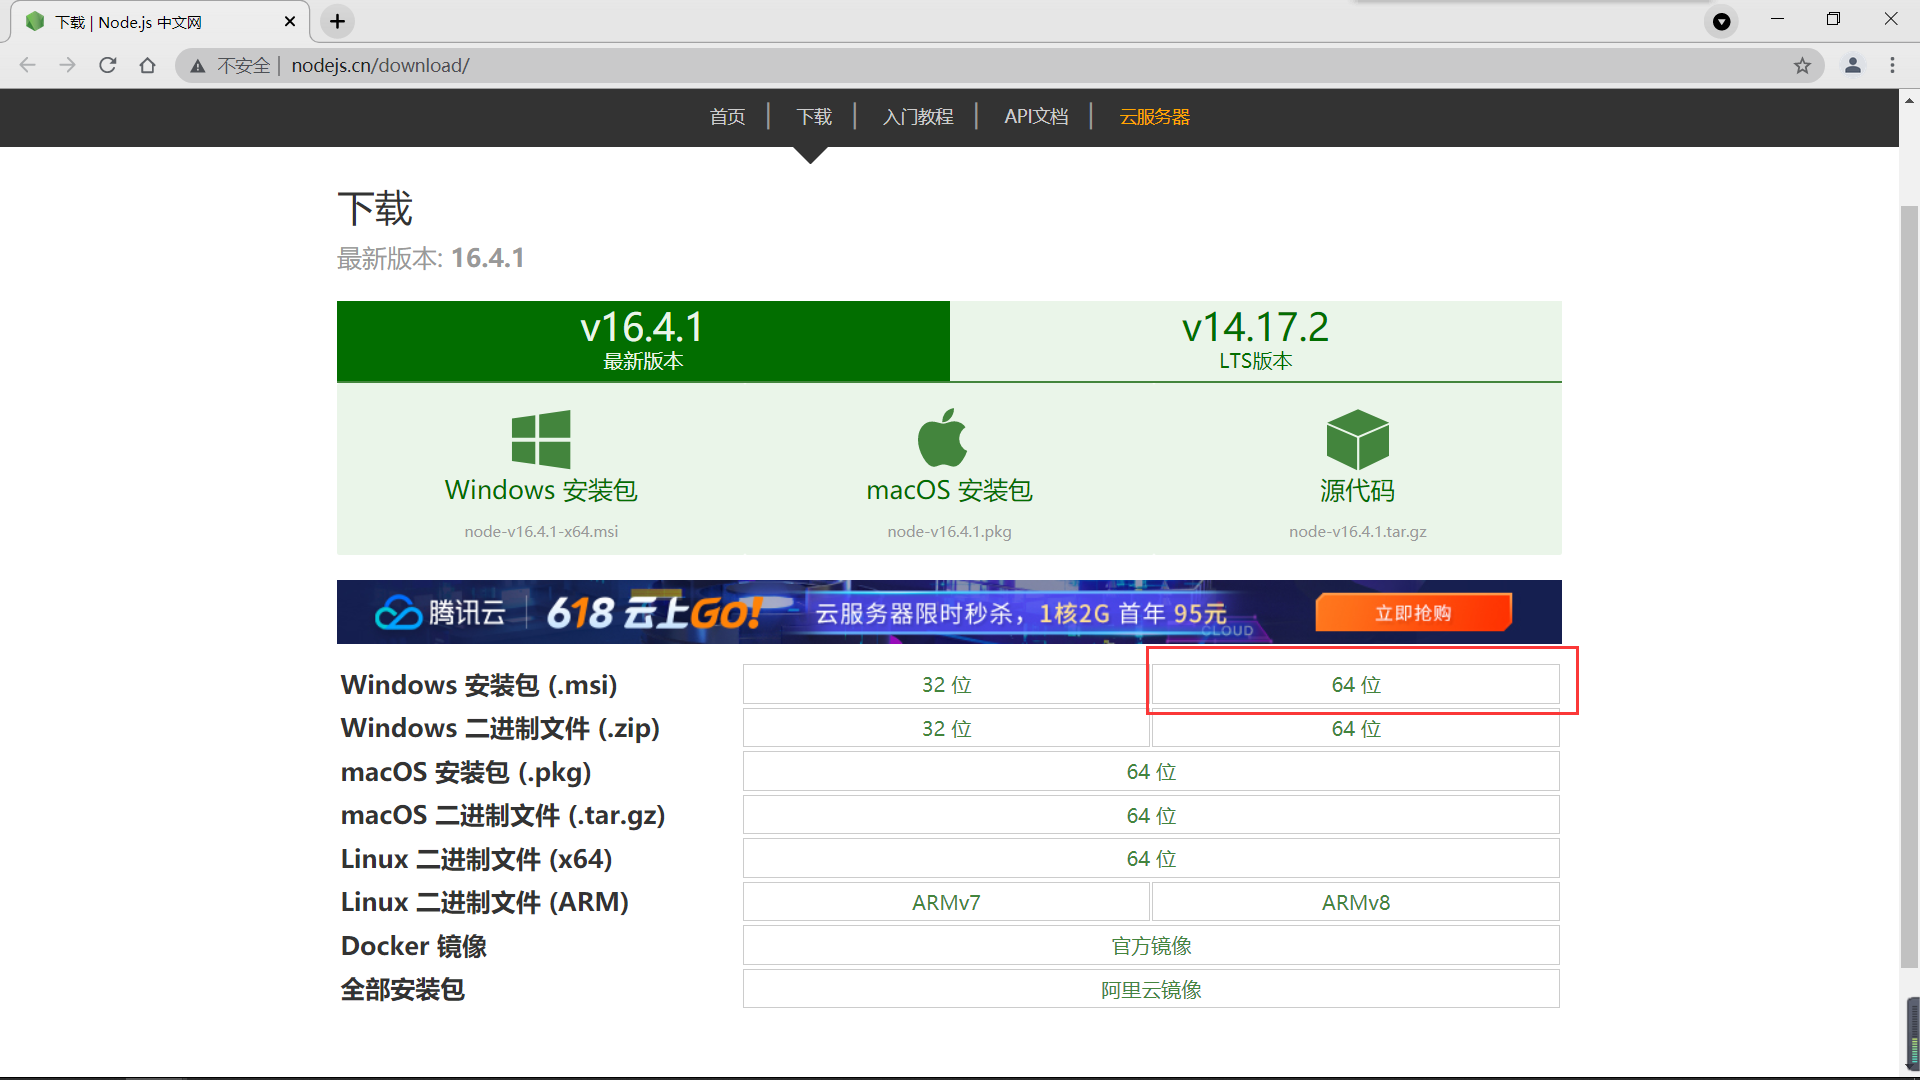 下载 | Node.js 中文网
不安全 | nodejs.cn/download/
首页 | 下载 | 入门教程 | API文档 | 云服务器
下载
最新版本: 16.4.1
v16.4.1
最新版本
v14.17.2
LTS版本
Windows 安装包
node-v16.4.1-x64.msi
macOS 安装包
node-v16.4.1.pkg
源代码
node-v16.4.1.tar.gz
腾讯云 | 618 云上GO! 云服务器限时秒杀，1核2G 首年 95元 立即抢购
CLOUD
Windows 安装包 (.msi) 32 位 64 位
Windows 二进制文件 (.zip) 32 位 64 位
macOS 安装包 (.pkg) 64 位
macOS 二进制文件 (.tar.gz) 64 位
Linux 二进制文件 (x64) 64 位
Linux 二进制文件 (ARM) ARMv7 ARMv8
Docker 镜像 官方镜像
全部安装包 阿里云镜像